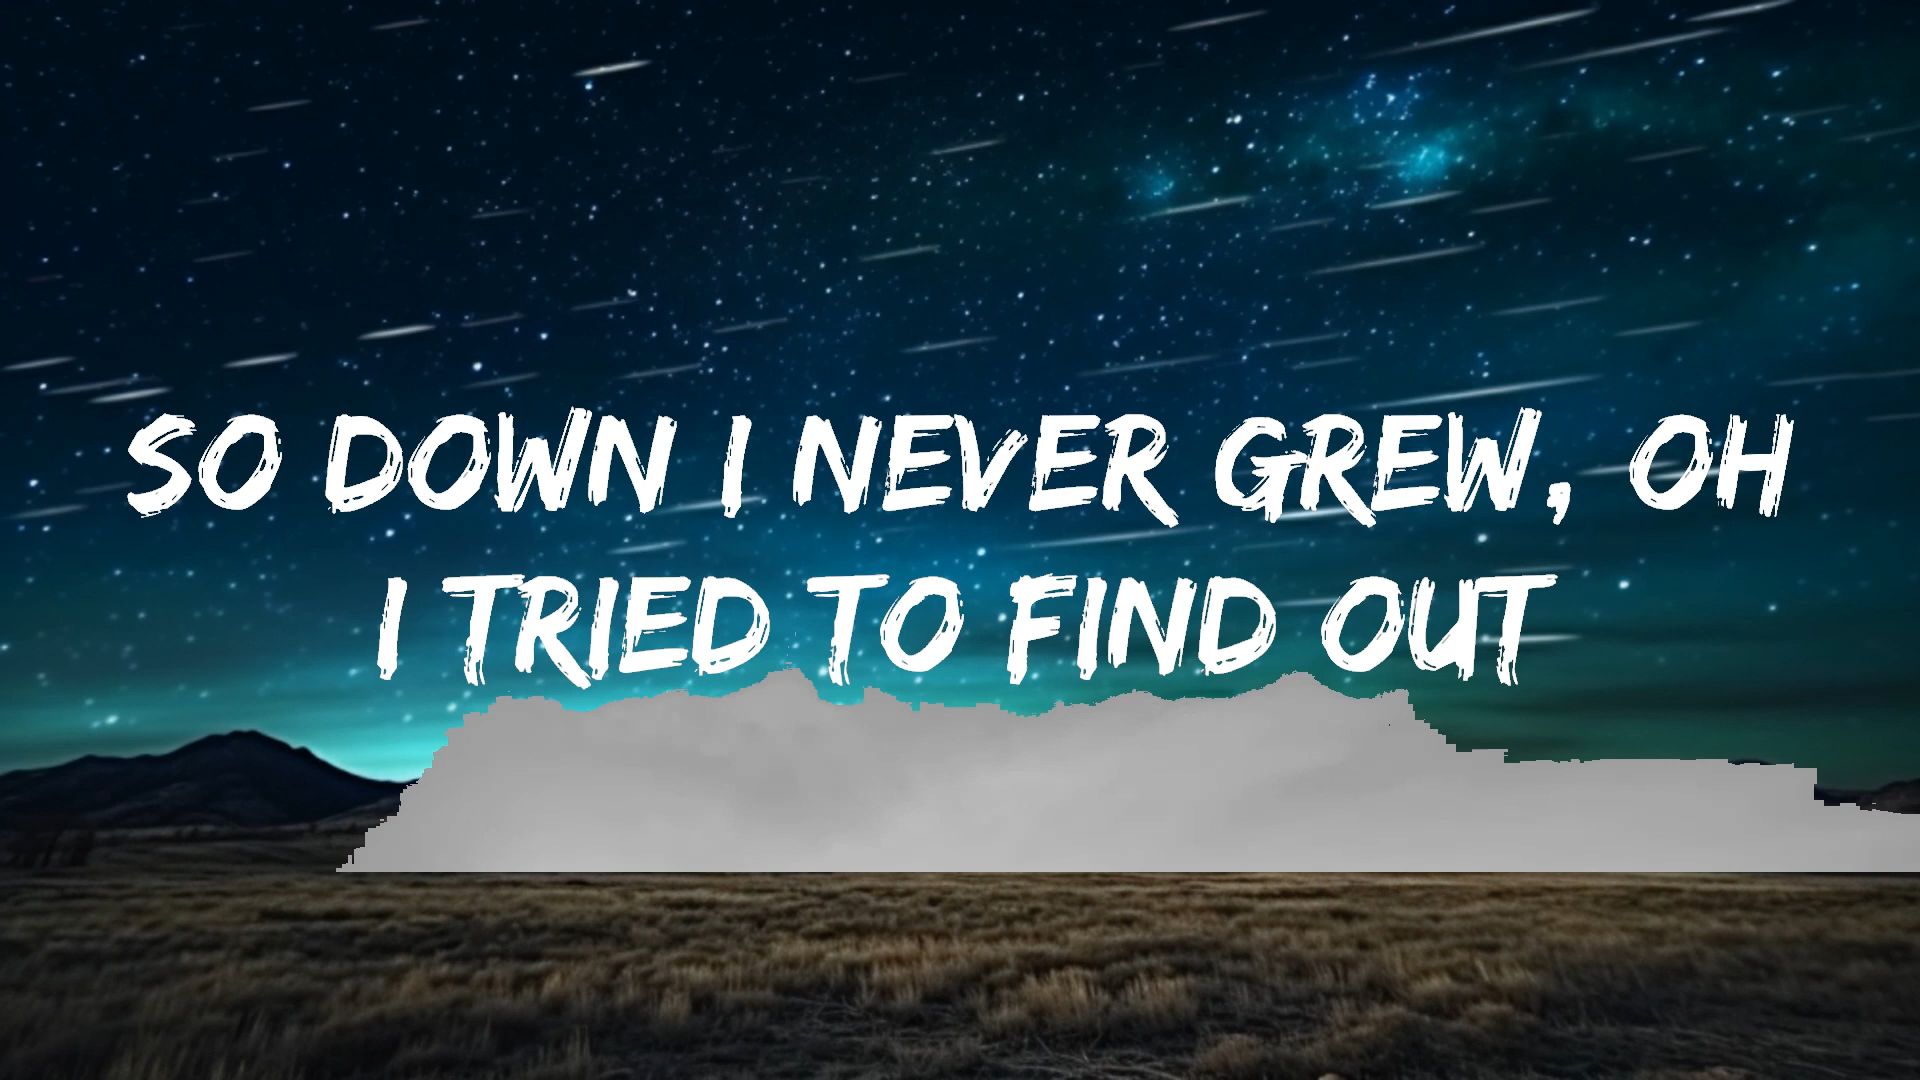 SO DOWN I NEVER GREW, OH
I TRIED TO FIND OUT